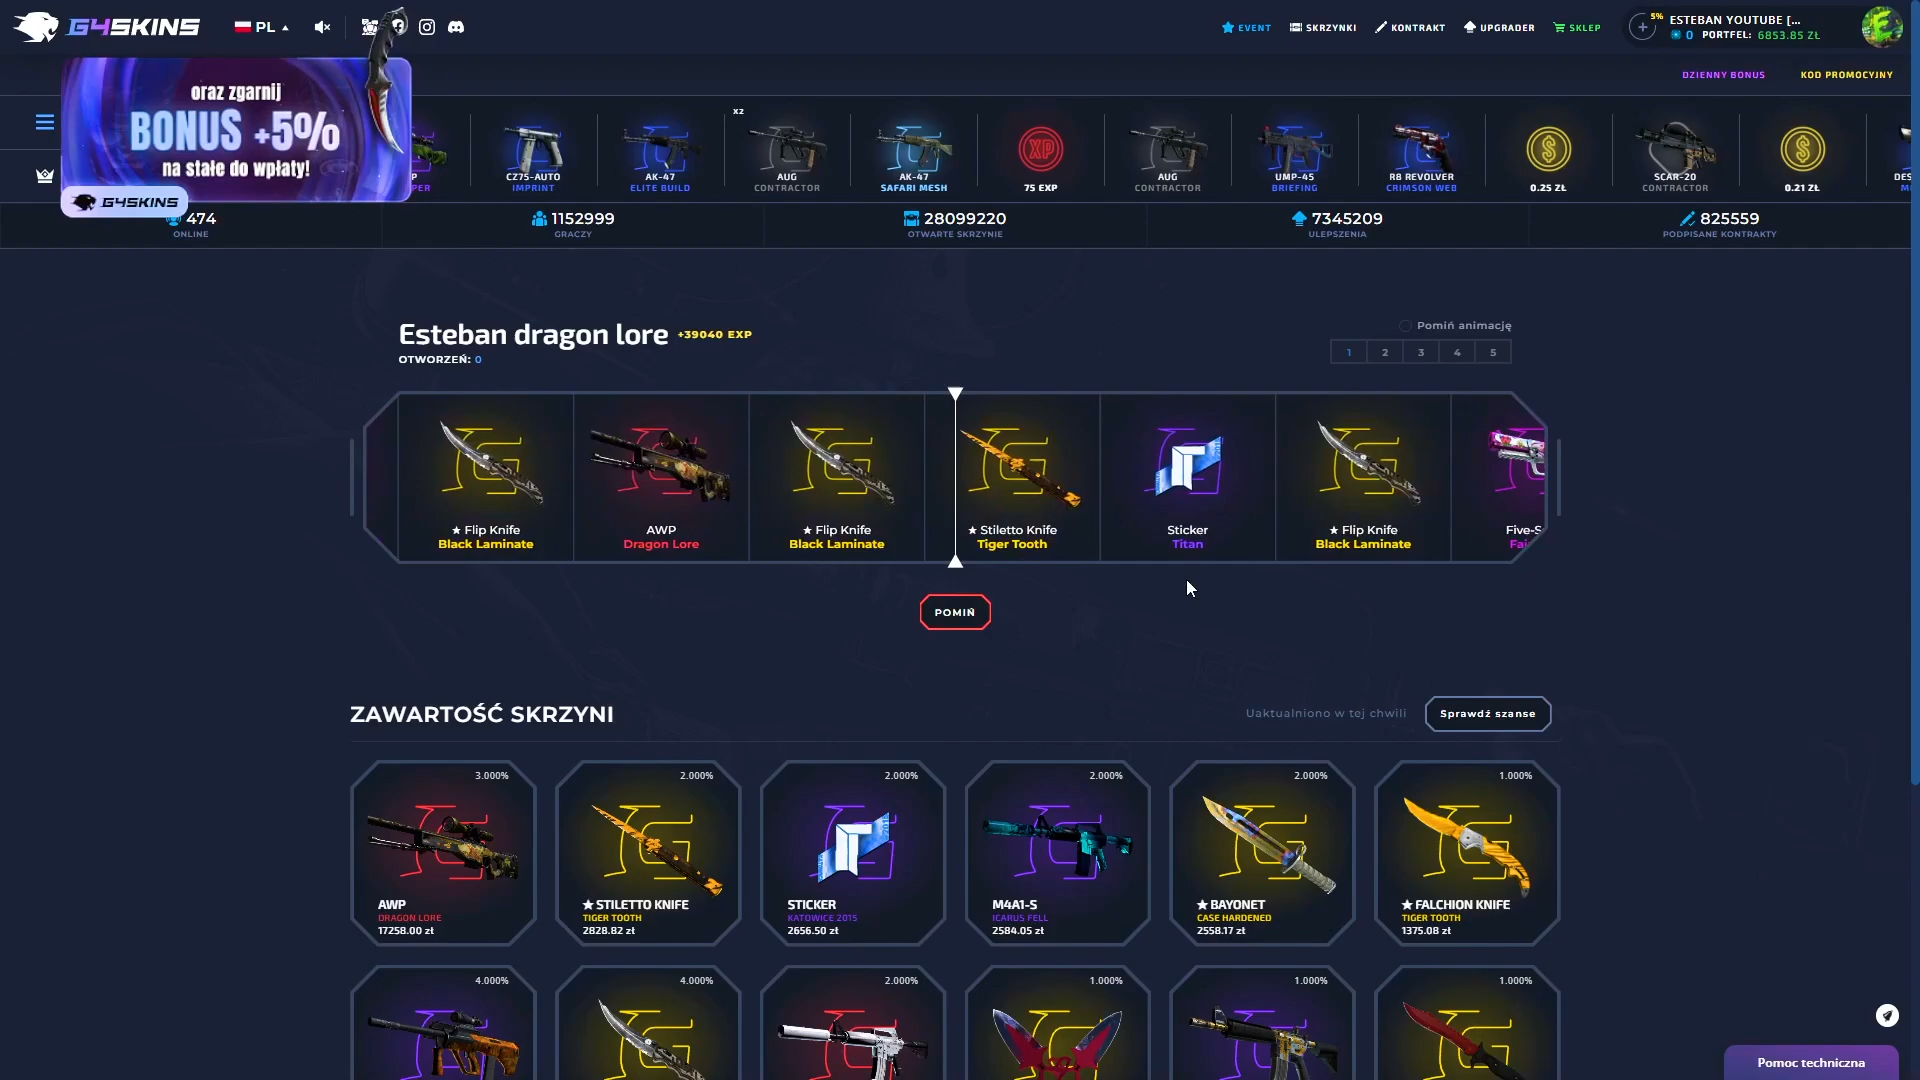 G4SKINS
PL
EVENT
SKRZYNKI
KONTRAKT
UPGRADER
SKLEP
5%
ESTEBAN YOUTUBE [...
0 PORTFEL: 6853.85 ZŁ
DZIENNY BONUS
KOD PROMOCYJNY
oraz zgarnij
BONUS +5%
na stałe do wpłaty!
G4SKINS
CZ75-AUTO
IMPRINT
AK-47
ELITE BUILD
X2
AUG
CONTRACTOR
AK-47
SAFARI MESH
XP
75 EXP
AUG
CONTRACTOR
UMP-45
BRIEFING
R8 REVOLVER
CRIMSON WEB
$
0.25 ZŁ
SCAR-20
CONTRACTOR
$
0.21 ZŁ
474
ONLINE
1152999
GRACZY
28099220
OTWARTE SKRZYNIE
7345209
ULEPSZENIA
825559
PODPISANE KONTRAKTY
Esteban dragon lore +39040 EXP
OTWORZEŃ: 0
Pomiń animację
1 2 3 4 5
★ Flip Knife
Black Laminate
AWP
Dragon Lore
★ Flip Knife
Black Laminate
★ Stiletto Knife
Tiger Tooth
Sticker
Titan
★ Flip Knife
Black Laminate
Five-S
Fai
POMIŃ
ZAWARTOŚĆ SKRZYNI
Uaktualniono w tej chwili
Sprawdź szanse
3.000%
AWP
DRAGON LORE
17258.00 zł
2.000%
★ STILETTO KNIFE
TIGER TOOTH
2828.82 zł
2.000%
STICKER
KATOWICE 2015
2656.50 zł
2.000%
M4A1-S
ICARUS FELL
2584.05 zł
2.000%
★ BAYONET
CASE HARDENED
2558.17 zł
1.000%
★ FALCHION KNIFE
TIGER TOOTH
1375.08 zł
4.000%
4.000%
2.000%
1.000%
1.000%
1.000%
Pomoc techniczna